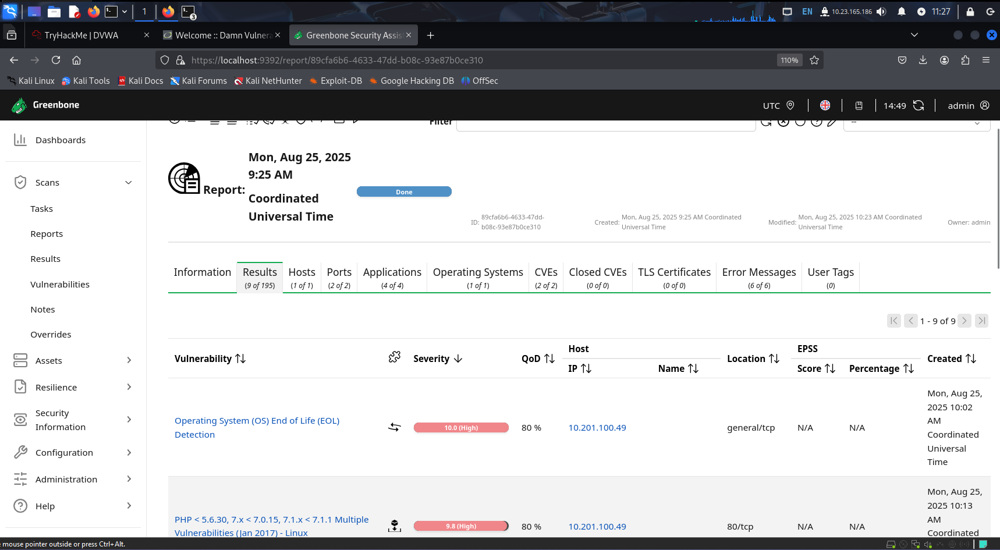 1
3
EN
10.23.165.186
11:27
TryHackMe | DVWA
Welcome :: Damn Vulnera
Greenbone Security Assis
https://localhost:9392/report/89cfa6b6-4633-47dd-b08c-93e87b0ce310
110%
Kali Linux
Kali Tools
Kali Docs
Kali Forums
Kali NetHunter
Exploit-DB
Google Hacking DB
OffSec
Greenbone
UTC
14:49
admin
Dashboards
Scans
Tasks
Reports
Results
Vulnerabilities
Notes
Overrides
Assets
Resilience
Security
Information
Configuration
Administration
Help
Filter
--
Report:
Mon, Aug 25, 2025
9:25 AM
Coordinated
Universal Time
Done
ID:
89cfa6b6-4633-47dd-
b08c-93e87b0ce310
Created:
Mon, Aug 25, 2025 9:25 AM Coordinated
Universal Time
Modified:
Mon, Aug 25, 2025 10:23 AM Coordinated
Universal Time
Owner: admin
Information
Results
(9 of 195)
Hosts
(1 of 1)
Ports
(2 of 2)
Applications
(4 of 4)
Operating Systems
(1 of 1)
CVEs
(2 of 2)
Closed CVEs
(0 of 0)
TLS Certificates
(0 of 0)
Error Messages
(6 of 6)
User Tags
(0)
1 - 9 of 9
Vulnerability
Severity
QoD
Host
IP
Name
Location
EPSS
Score
Percentage
Created
Operating System (OS) End of Life (EOL)
Detection
10.0 (High)
80 %
10.201.100.49
general/tcp
N/A
N/A
Mon, Aug 25,
2025 10:02
AM
Coordinated
Universal
Time
PHP < 5.6.30, 7.x < 7.0.15, 7.1.x < 7.1.1 Multiple
Vulnerabilities (Jan 2017) - Linux
9.8 (High)
80 %
10.201.100.49
80/tcp
N/A
N/A
Mon, Aug 25,
2025 10:13
AM
Coordinated
mouse pointer outside or press Ctrl+Alt.